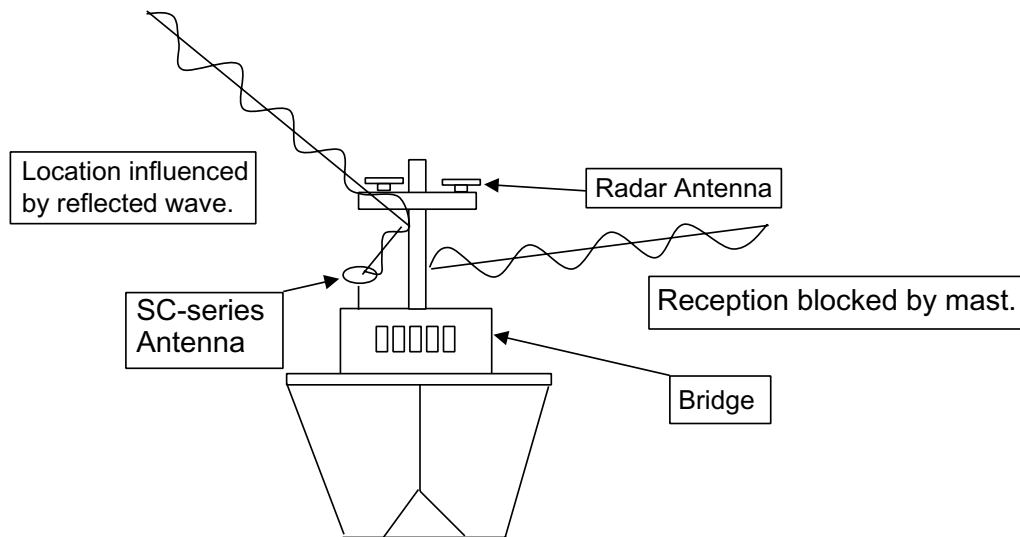 Location influenced
by reflected wave.
Radar Antenna
SC-series
Antenna
Reception blocked by mast.
Bridge